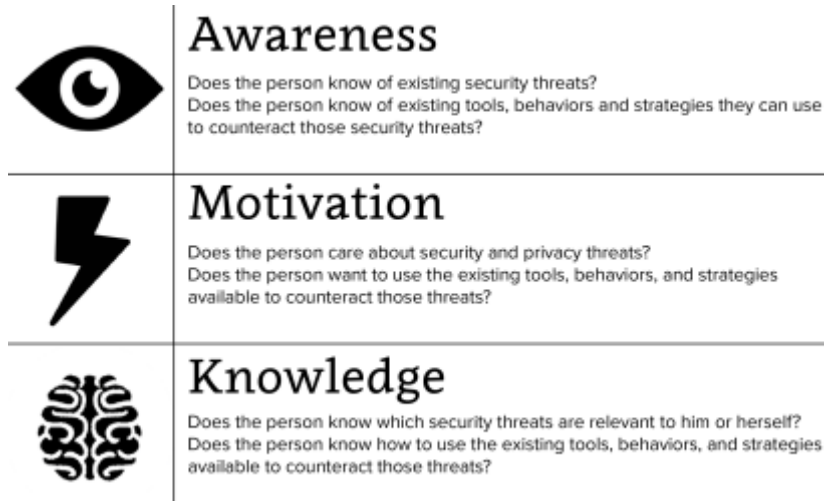 Awareness
Does the person know of existing security threats?
Does the person know of existing tools, behaviors and strategies they can use
to counteract those security threats?
Motivation
Does the person care about security and privacy threats?
Does the person want to use the existing tools, behaviors, and strategies
available to counteract those threats?
Knowledge
Does the person know which security threats are relevant to him or herself?
Does the person know how to use the existing tools, behaviors, and strategies
available to counteract those threats?